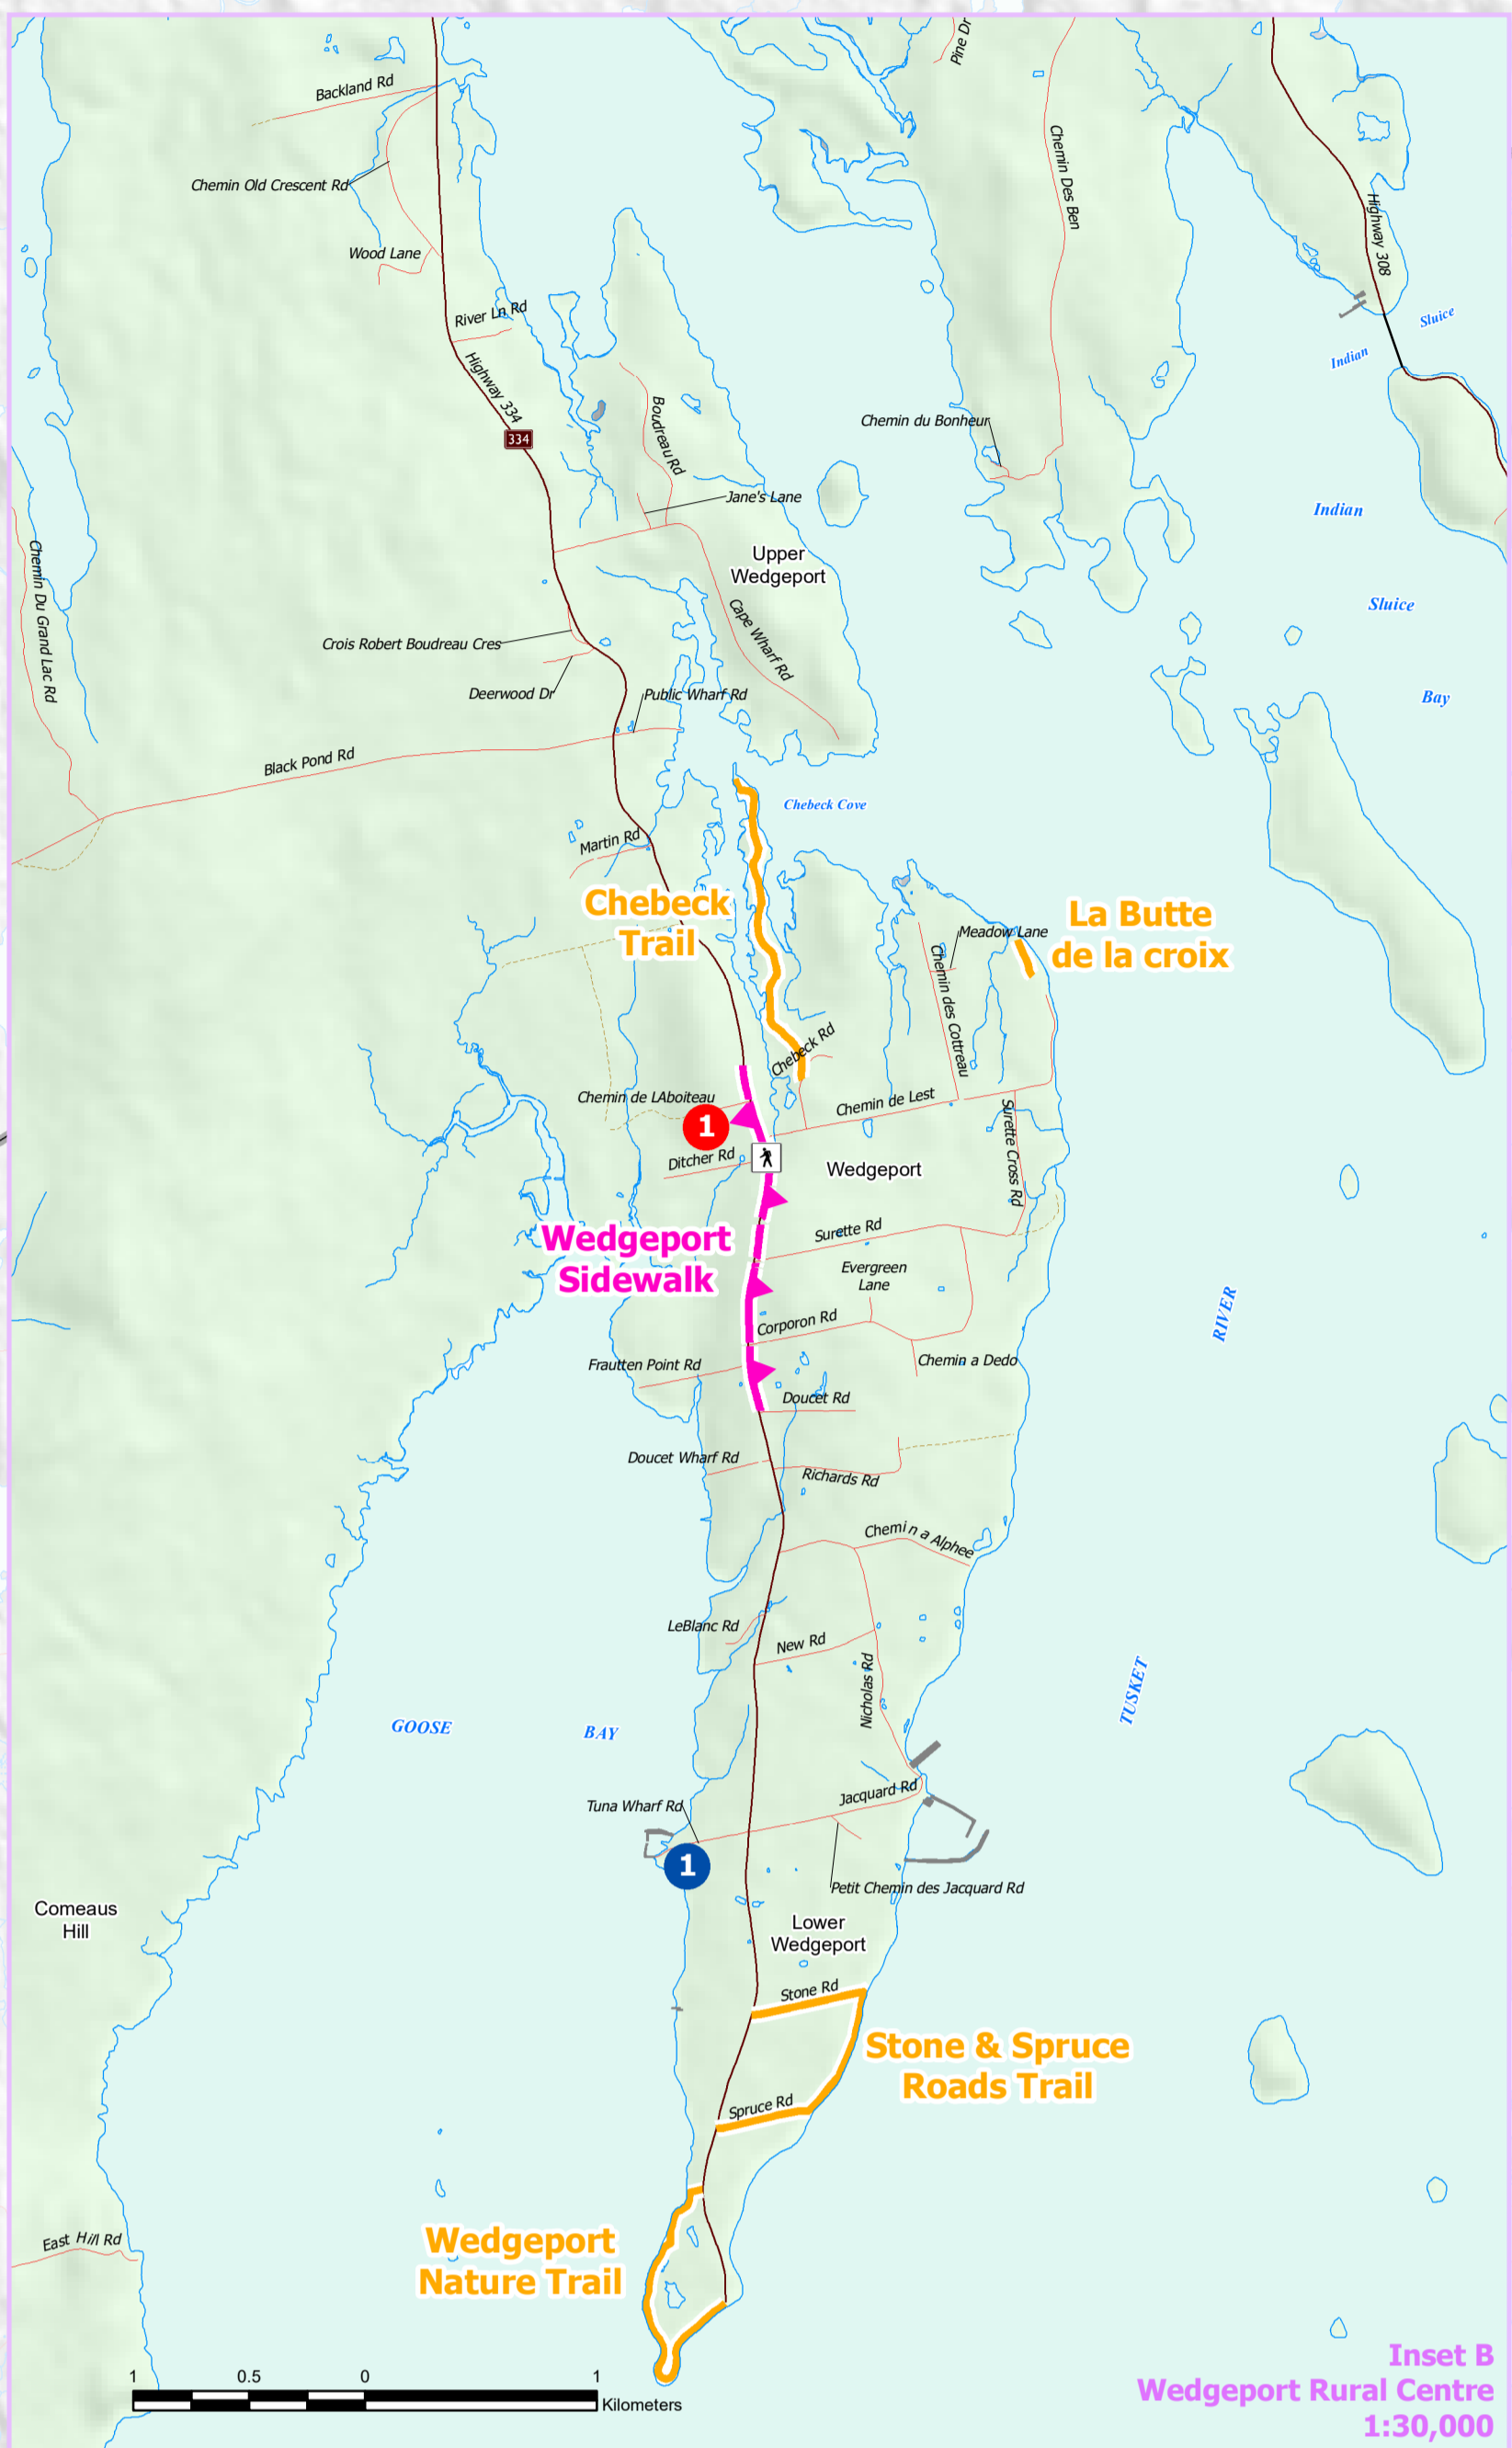 Pine Dr
Backland Rd
Chemin Des Ben
Chemin Old Crescent Rd
Highway 308
Wood Lane
River Ln Rd
Sluice
Indian
Highway 334
334
Boudreau Rd
Chemin du Bonheur
Jane's Lane
Indian
Upper
Wedgeport
Chemin Du Grand Lac Rd
Sluice
Cape Wharf Rd
Crois Robert Boudreau Cres
Deerwood Dr
Public Wharf Rd
Bay
Black Pond Rd
Chebeck Cove
Martin Rd
Chebeck
Trail
La Butte
de la croix
Meadow Lane
Chemin des Cottreau
Chebeck Rd
Chemin de LAboiteau
Chemin de Lest
1
Surette Cross Rd
Ditcher Rd
Wedgeport
Wedgeport
Sidewalk
Surette Rd
Evergreen
Lane
RIVER
Corporon Rd
Frautten Point Rd
Chemin a Dedo
Doucet Rd
Doucet Wharf Rd
Richards Rd
Chemin a Alphee
LeBlanc Rd
New Rd
Nicholas Rd
TUSKET
GOOSE
BAY
Jacquard Rd
Tuna Wharf Rd
1
Petit Chemin des Jacquard Rd
Comeaus
Hill
Lower
Wedgeport
Stone Rd
Stone & Spruce
Roads Trail
Spruce Rd
East Hill Rd
Wedgeport
Nature Trail
1 0.5 0 1
Kilometers
Inset B
Wedgeport Rural Centre
1:30,000